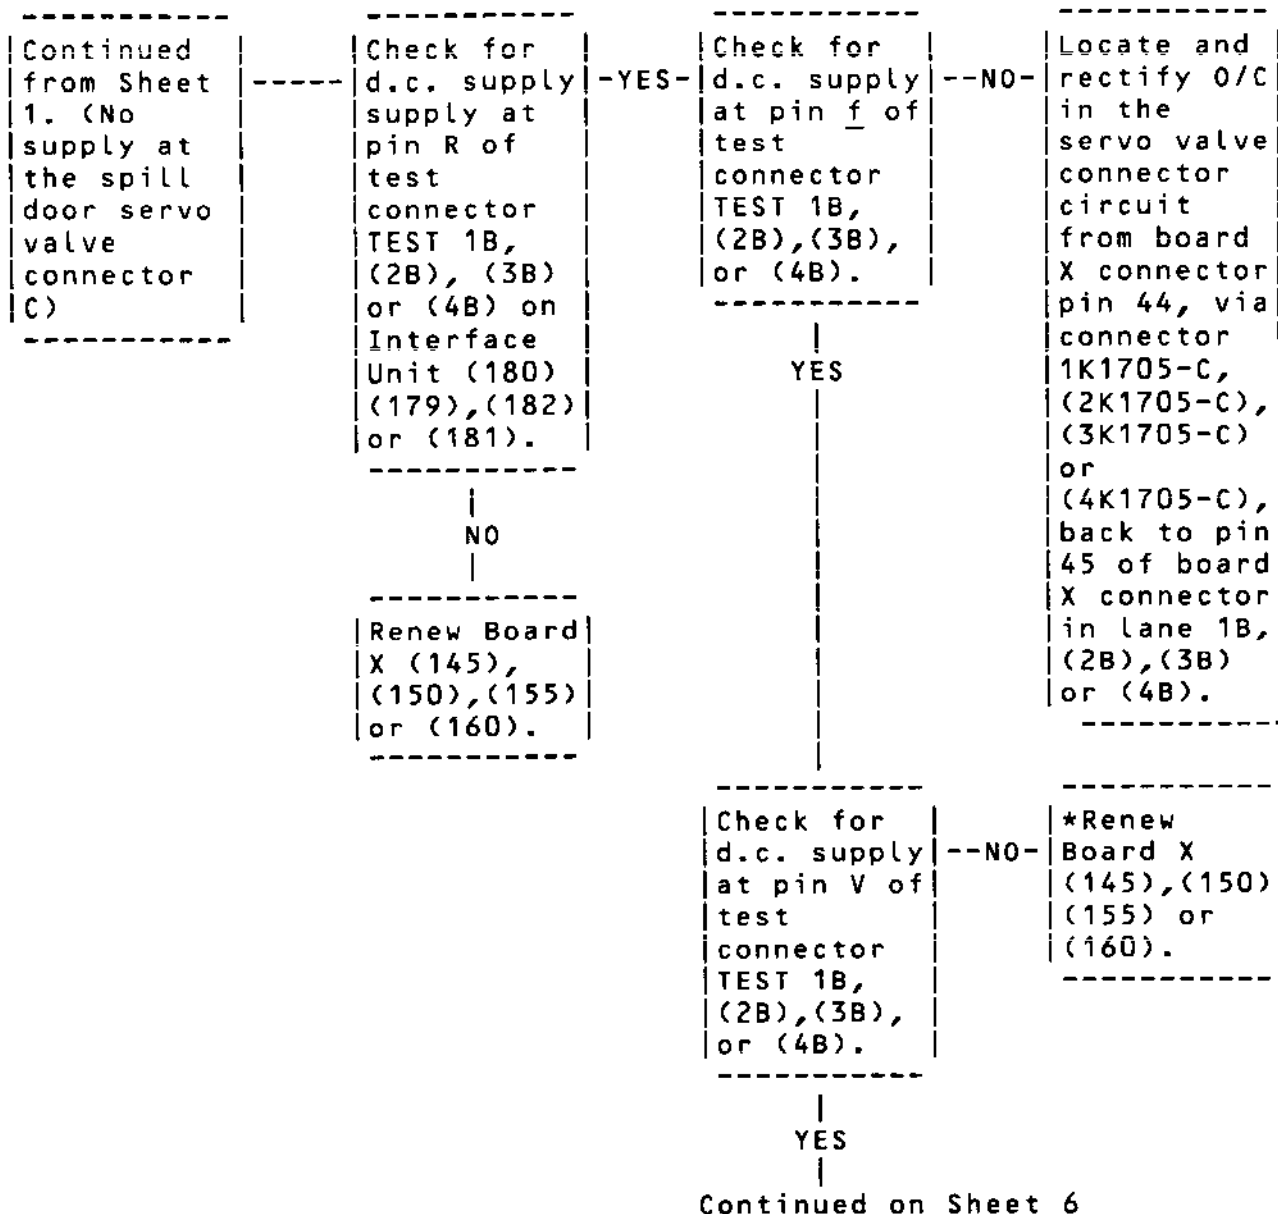 Continued
from Sheet
1. (No
supply at
the spill
door servo
valve
connector
C)
Check for
d.c. supply
supply at
pin R of
test
connector
TEST 1B,
(2B), (3B)
or (4B) on
Interface
Unit (180)
(179),(182)
or (181).
-YES-
Check for
d.c. supply
at pin f of
test
connector
TEST 1B,
(2B),(3B),
or (4B).
--NO-
Locate and
rectify O/C
in the
servo valve
connector
circuit
from board
X connector
pin 44, via
connector
1K1705-C,
(2K1705-C),
(3K1705-C)
or
(4K1705-C),
back to pin
45 of board
X connector
in lane 1B,
(2B),(3B)
or (4B).
NO
Renew Board
X (145),
(150),(155)
or (160).
YES
Check for
d.c. supply
at pin V of
test
connector
TEST 1B,
(2B),(3B),
or (4B).
--NO-
*Renew
Board X
(145),(150)
(155) or
(160).
YES
Continued on Sheet 6